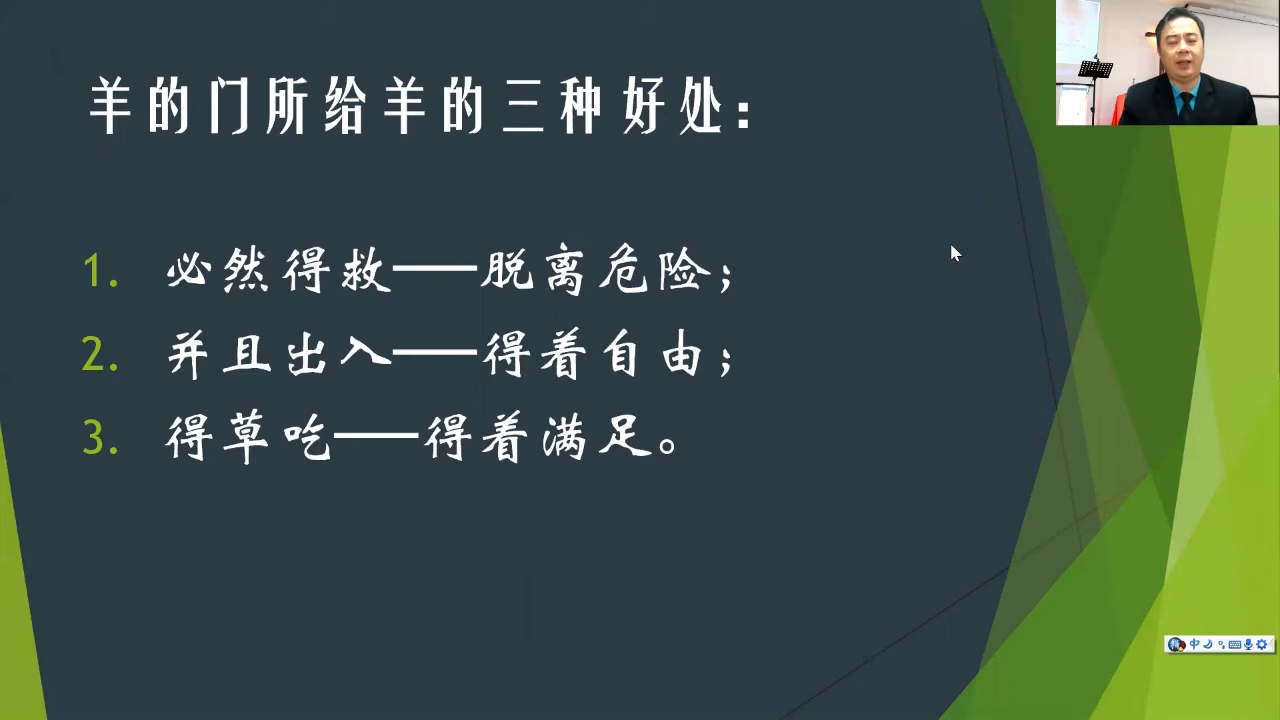 羊的门所给羊的三种好处：
1. 必然得救——脱离危险；
2. 并且出入——得着自由；
3. 得草吃——得着满足。
中